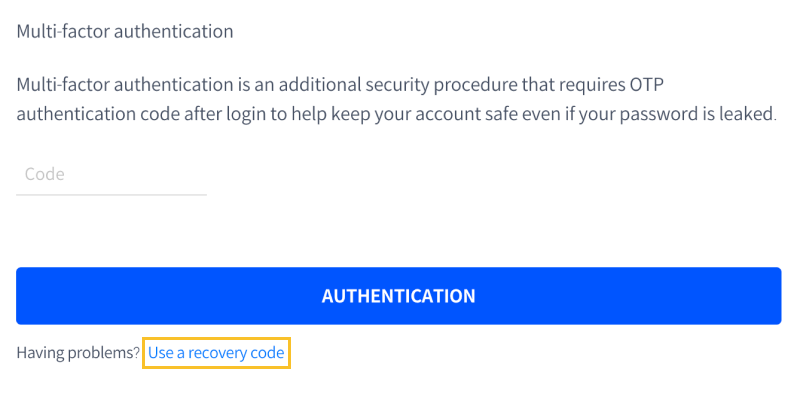 Multi-factor authentication
Multi-factor authentication is an additional security procedure that requires OTP
authentication code after login to help keep your account safe even if your password is leaked.
Code
AUTHENTICATION
Having problems? Use a recovery code